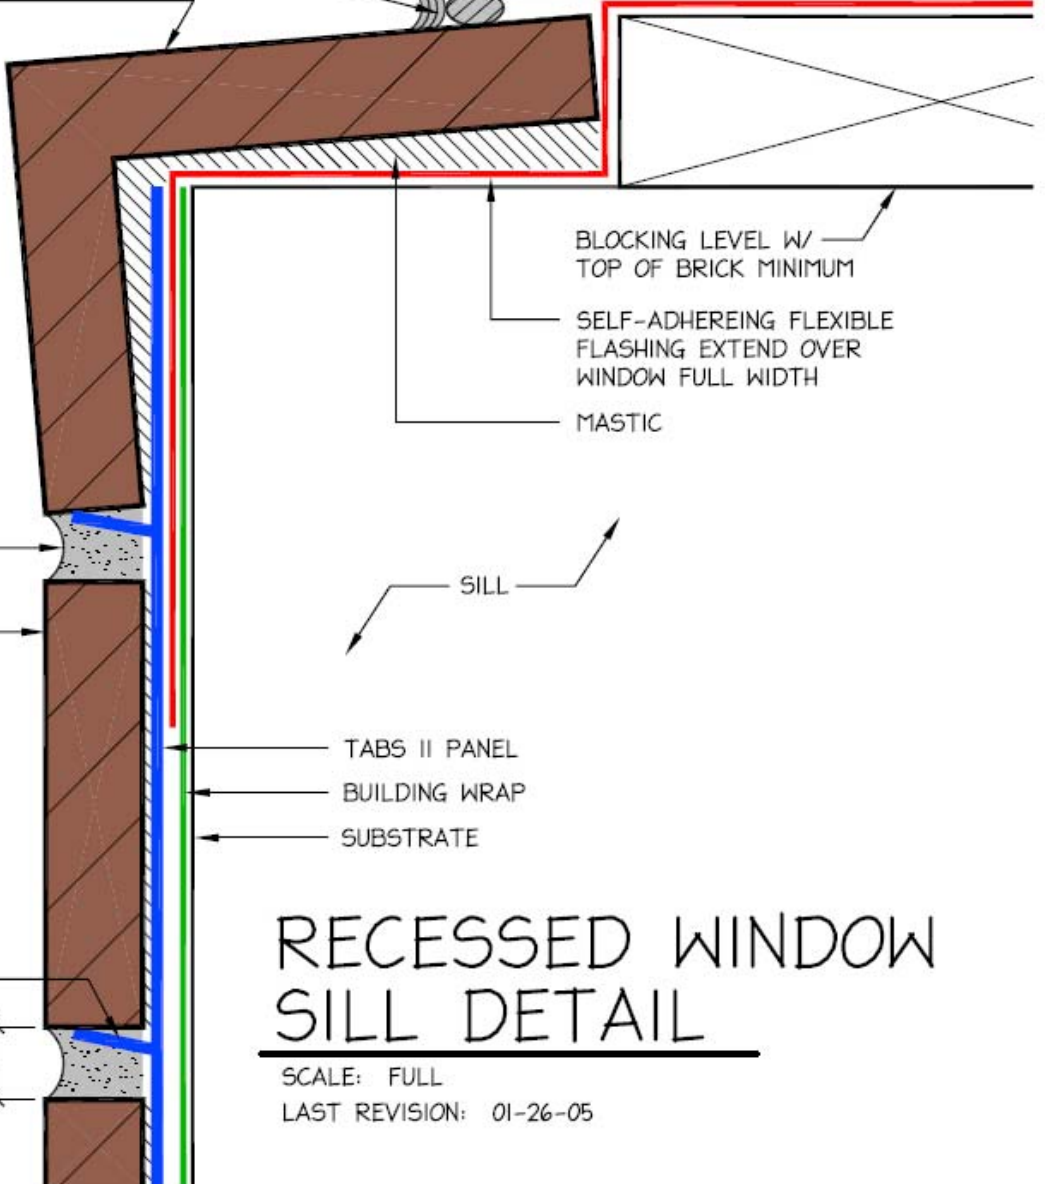 BLOCKING LEVEL W/
TOP OF BRICK MINIMUM
SELF-ADHEREING FLEXIBLE
FLASHING EXTEND OVER
WINDOW FULL WIDTH
MASTIC
SILL
TABS II PANEL
BUILDING WRAP
SUBSTRATE
RECESSED WINDOW
SILL DETAIL
SCALE: FULL
LAST REVISION: 01-26-05